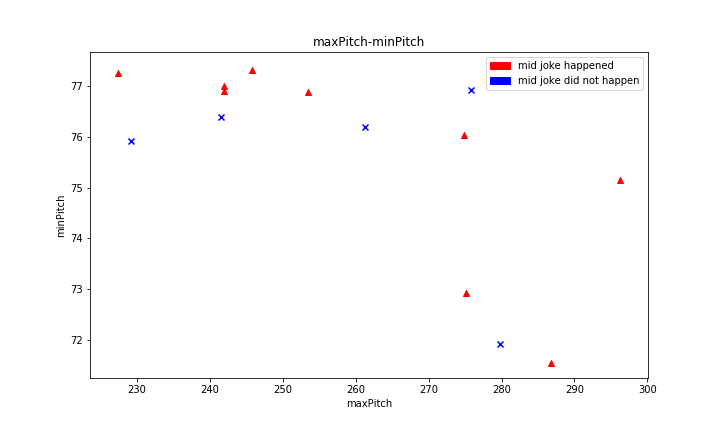 maxPitch-minPitch
mid joke happened
mid joke did not happen
77
76
75
74
73
72
minPitch
230
240
250
260
270
280
290
300
maxPitch